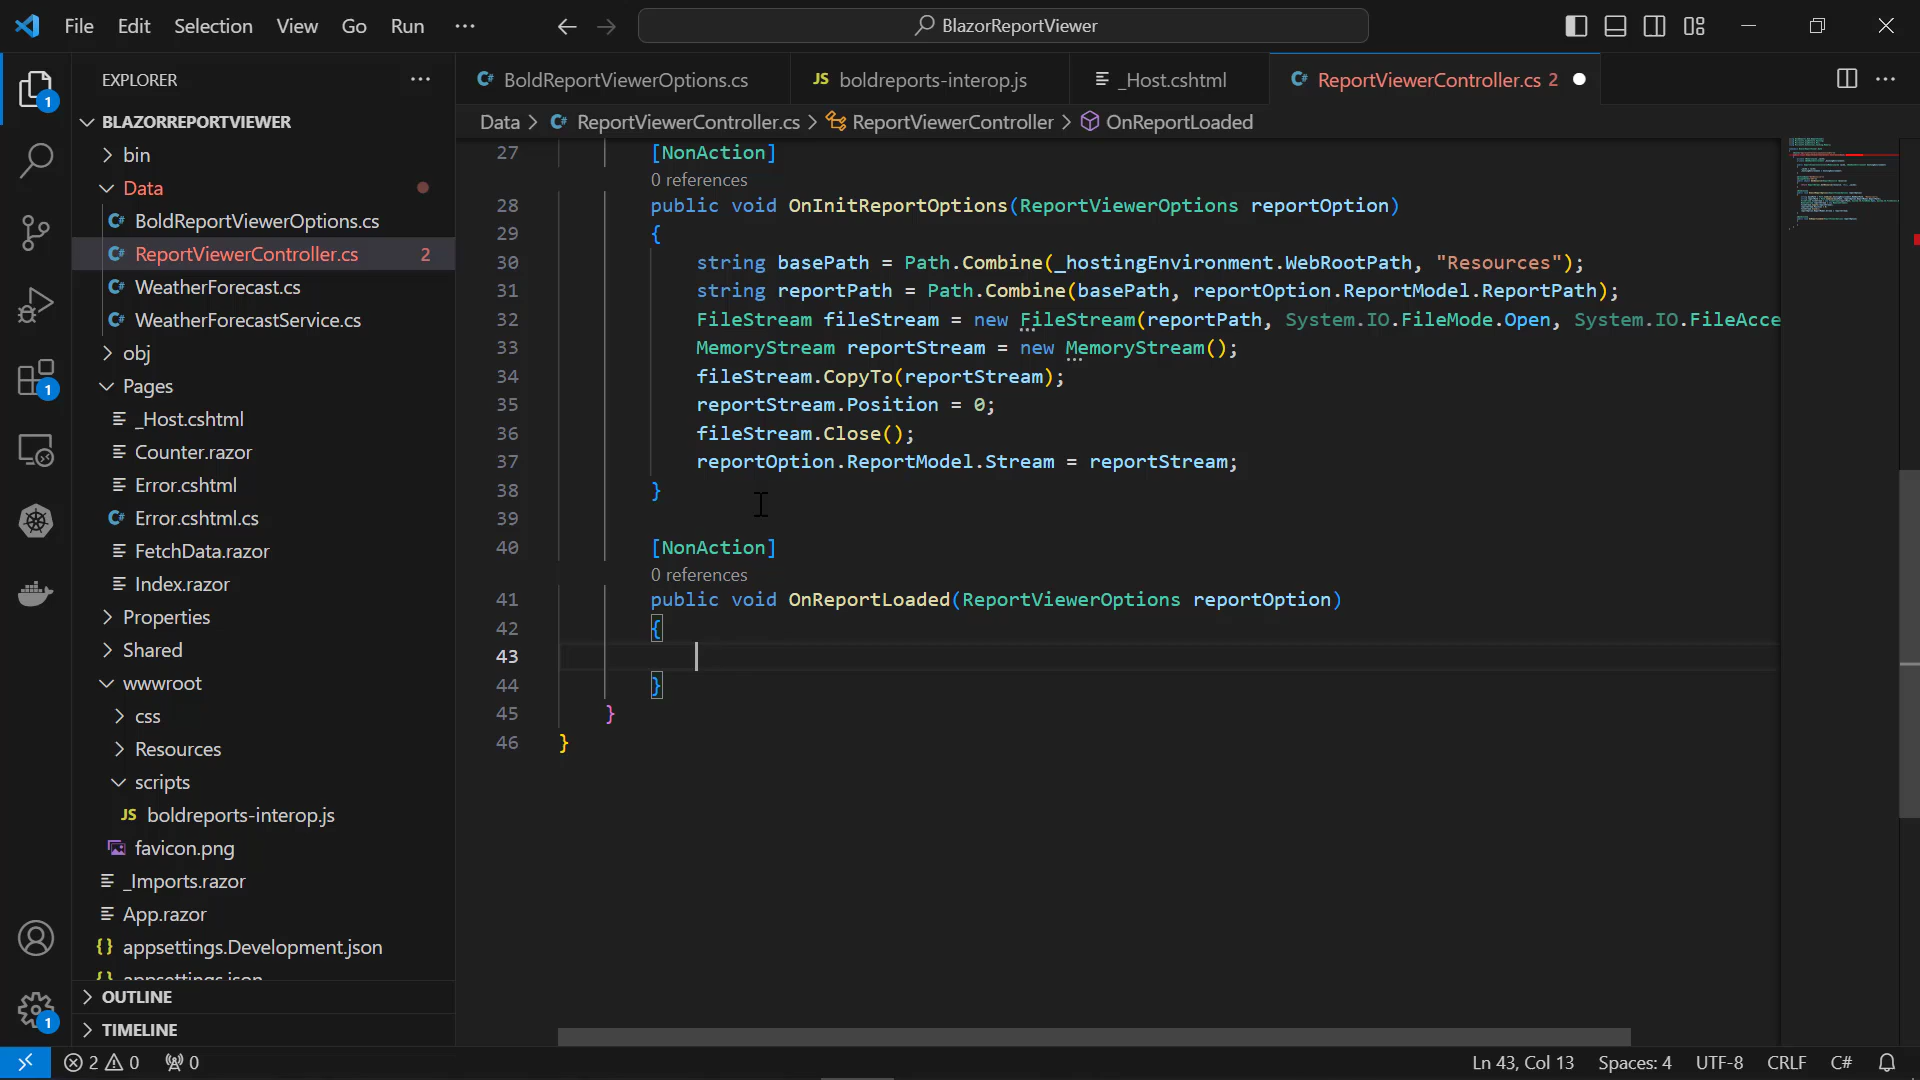 File Edit Selection View Go Run ··· BlazorReportViewer
EXPLORER ···
BLAZORREPORTVIEWER
bin
Data
BoldReportViewerOptions.cs
ReportViewerController.cs 2
WeatherForecast.cs
WeatherForecastService.cs
obj
Pages
_Host.cshtml
Counter.razor
Error.cshtml
Error.cshtml.cs
FetchData.razor
Index.razor
Properties
Shared
wwwroot
css
Resources
scripts
JS boldreports-interop.js
favicon.png
_Imports.razor
App.razor
{} appsettings.Development.json
{} appsettings.json
OUTLINE
TIMELINE
1
1
1
C# BoldReportViewerOptions.cs JS boldreports-interop.js _Host.cshtml C# ReportViewerController.cs 2
Data > C# ReportViewerController.cs > ReportViewerController > OnReportLoaded
27 [NonAction]
0 references
28 public void OnInitReportOptions(ReportViewerOptions reportOption)
29 {
30 string basePath = Path.Combine(_hostingEnvironment.WebRootPath, "Resources");
31 string reportPath = Path.Combine(basePath, reportOption.ReportModel.ReportPath);
32 FileStream fileStream = new FileStream(reportPath, System.IO.FileMode.Open, System.IO.FileAcce
33 MemoryStream reportStream = new MemoryStream();
34 fileStream.CopyTo(reportStream);
35 reportStream.Position = 0;
36 fileStream.Close();
37 reportOption.ReportModel.Stream = reportStream;
38 }
39
40 [NonAction]
0 references
41 public void OnReportLoaded(ReportViewerOptions reportOption)
42 {
43
44 }
45 }
46 }
2 0 0 Ln 43, Col 13 Spaces: 4 UTF-8 CRLF C#